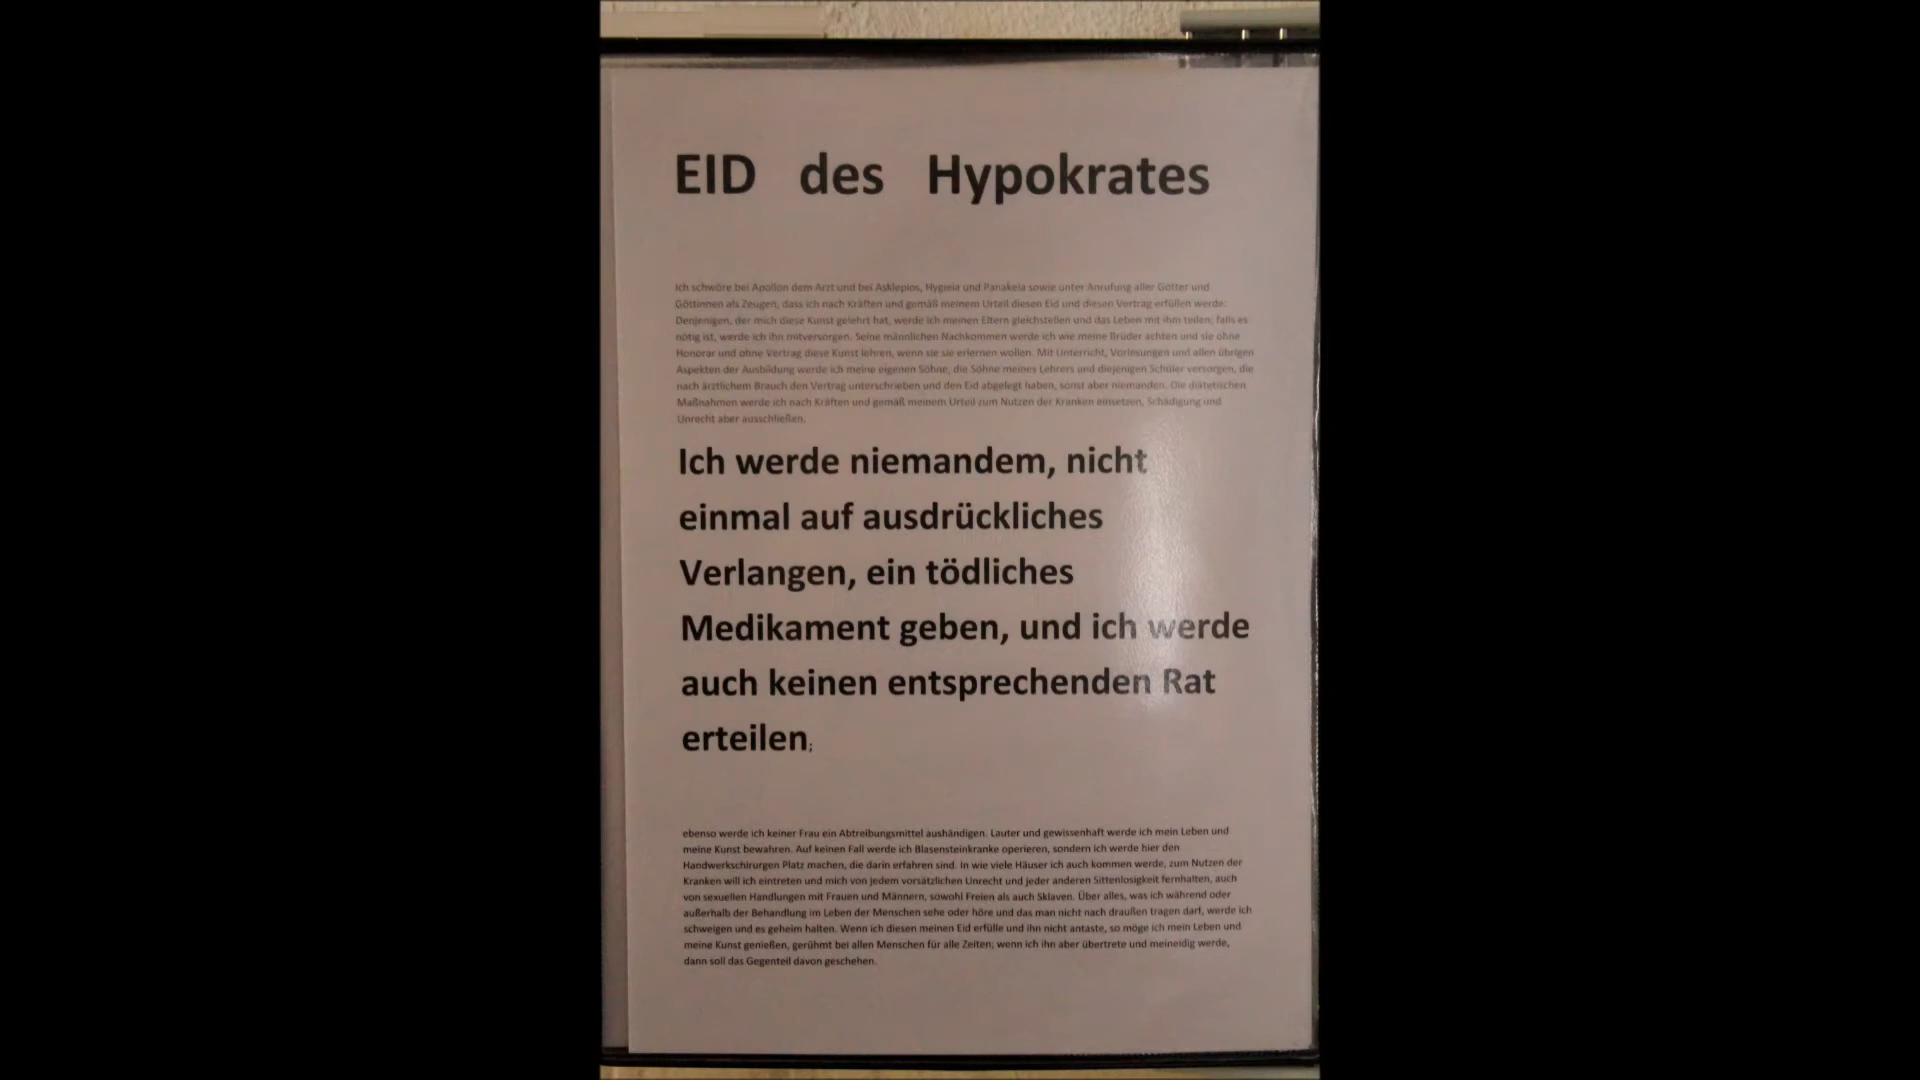 EID des Hypokrates
Ich schwöre bei Apollon dem Arzt und bei Asklepios, Hygieia und Panakeia sowie unter Anrufung aller Götter und
Göttinnen als Zeugen, dass ich nach Kräften und gemäß meinem Urteil diesen Eid und diesen Vertrag erfüllen werde:
Denjenigen, der mich diese Kunst gelehrt hat, werde ich meinen Eltern gleichstellen und das Leben mit ihm teilen; falls es
nötig ist, werde ich ihn mitversorgen. Seine männlichen Nachkommen werde ich wie meine Brüder achten und sie ohne
Honorar und ohne Vertrag diese Kunst lehren, wenn sie sie erlernen wollen. Mit Unterricht, Vorlesungen und allen übrigen
Aspekten der Ausbildung werde ich meine eigenen Söhne, die Söhne meines Lehrers und diejenigen Schüler versorgen, die
nach ärztlichem Brauch den Vertrag unterschrieben und den Eid abgelegt haben, sonst aber niemanden. Die diätetischen
Maßnahmen werde ich nach Kräften und gemäß meinem Urteil zum Nutzen der Kranken einsetzen, Schädigung und
Unrecht aber ausschließen.
Ich werde niemandem, nicht
einmal auf ausdrückliches
Verlangen, ein tödliches
Medikament geben, und ich werde
auch keinen entsprechenden Rat
erteilen;
ebenso werde ich keiner Frau ein Abtreibungsmittel aushändigen. Lauter und gewissenhaft werde ich mein Leben und
meine Kunst bewahren. Auf keinen Fall werde ich Blasensteinkranke operieren, sondern ich werde hier den
Handwerkschirurgen Platz machen, die darin erfahren sind. In wie viele Häuser ich auch kommen werde, zum Nutzen der
Kranken will ich eintreten und mich von jedem vorsätzlichen Unrecht und jeder anderen Sittenlosigkeit fernhalten, auch
von sexuellen Handlungen mit Frauen und Männern, sowohl Freien als auch Sklaven. Über alles, was ich während oder
außerhalb der Behandlung im Leben der Menschen sehe oder höre und das man nicht nach draußen tragen darf, werde ich
schweigen und es geheim halten. Wenn ich diesen meinen Eid erfülle und ihn nicht antaste, so möge ich mein Leben und
meine Kunst genießen, gerühmt bei allen Menschen für alle Zeiten; wenn ich ihn aber übertrete und meineidig werde,
dann soll das Gegenteil davon geschehen.